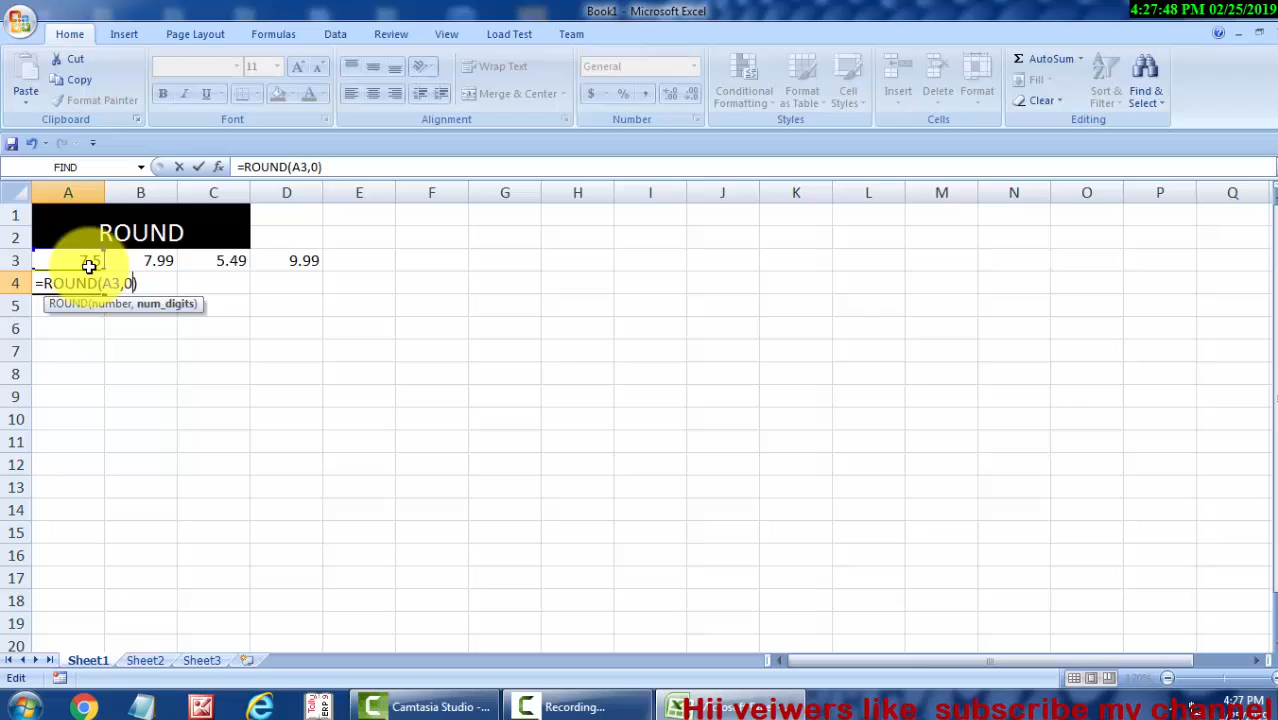 Book1 - Microsoft Excel
4:27:48 PM 02/25/2019
Home Insert Page Layout Formulas Data Review View Load Test Team
Paste
Cut
Copy
Format Painter
11
Wrap Text
Merge & Center
General
Conditional Formatting
Format as Table
Cell Styles
Insert Delete Format
Σ AutoSum
Fill
Clear
Sort & Filter
Find & Select
Clipboard Font Alignment Number Styles Cells Editing
FIND fx =ROUND(A3,0)
A B C D E F G H I J K L M N O P Q
1
2 ROUND
3 7.5 7.99 5.49 9.99
4 =ROUND(A3,0)
5 ROUND(number, num_digits)
6
7
8
9
10
11
12
13
14
15
16
17
18
19
20
Sheet1 Sheet2 Sheet3
Edit
Camtasia Studio -... Recording...
4:27 PM
Hii veiwers like subscribe my channel